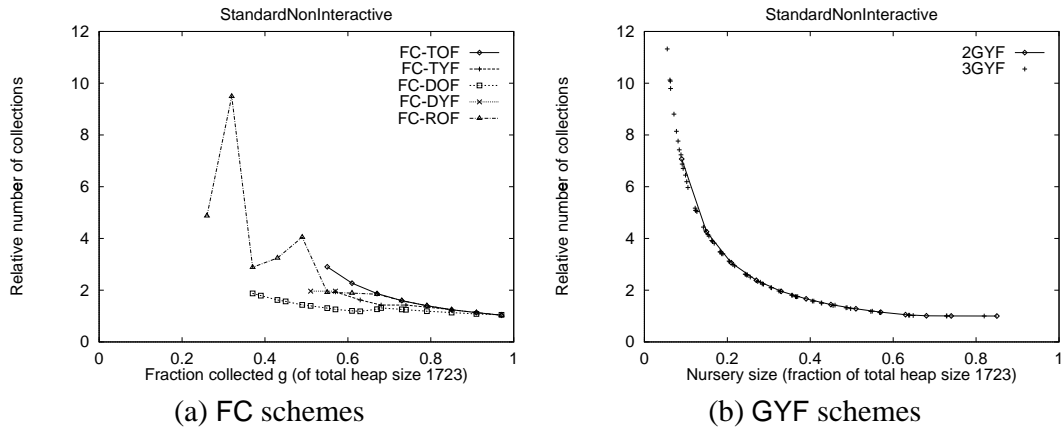 StandardNonInteractive
12
10
8
6
4
2
0
0
0.2
0.4
0.6
0.8
1
Relative number of collections
Fraction collected g (of total heap size 1723)
FC-TOF
FC-TYF
FC-DOF
FC-DYF
FC-ROF
(a) FC schemes
StandardNonInteractive
12
10
8
6
4
2
0
0
0.2
0.4
0.6
0.8
1
Relative number of collections
Nursery size (fraction of total heap size 1723)
2GYF
3GYF
(b) GYF schemes